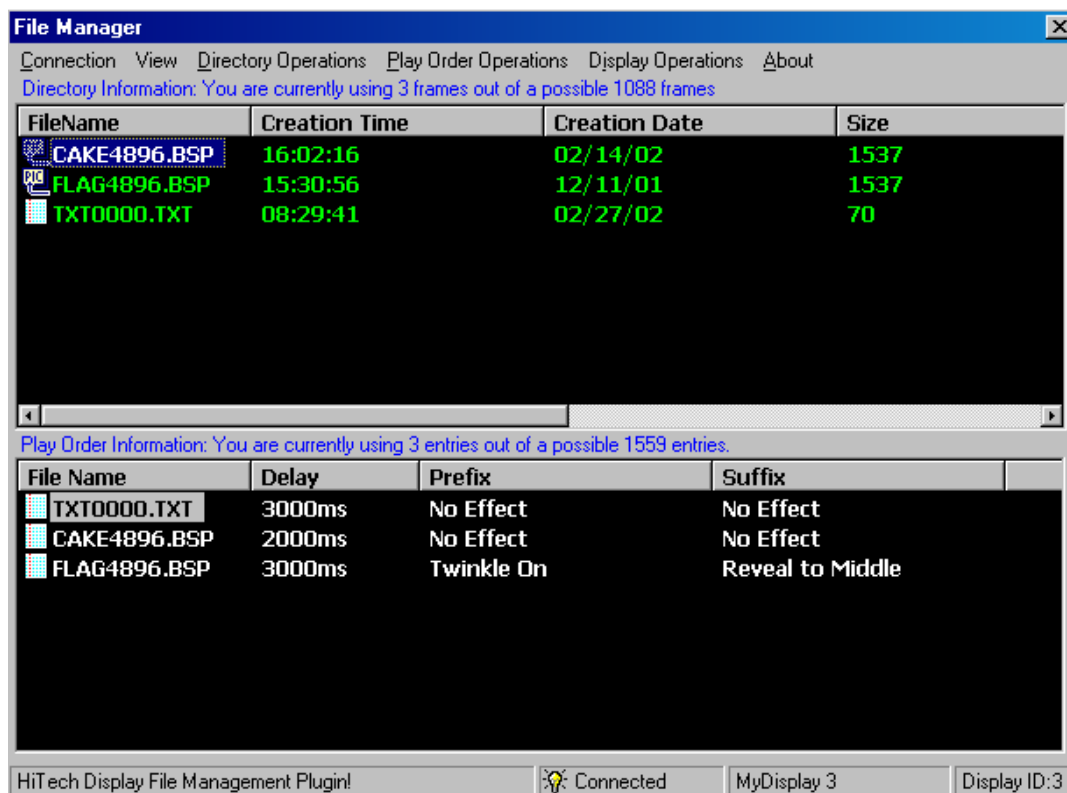 File Manager
Connection View Directory Operations Play Order Operations Display Operations About
Directory Information: You are currently using 3 frames out of a possible 1088 frames
FileName Creation Time Creation Date Size
CAKE4896.BSP 16:02:16 02/14/02 1537
PIC FLAG4896.BSP 15:30:56 12/11/01 1537
TXT0000.TXT 08:29:41 02/27/02 70
Play Order Information: You are currently using 3 entries out of a possible 1559 entries.
File Name Delay Prefix Suffix
TXT0000.TXT 3000ms No Effect No Effect
CAKE4896.BSP 2000ms No Effect No Effect
FLAG4896.BSP 3000ms Twinkle On Reveal to Middle
HiTech Display File Management Plugin! Connected MyDisplay 3 Display ID:3